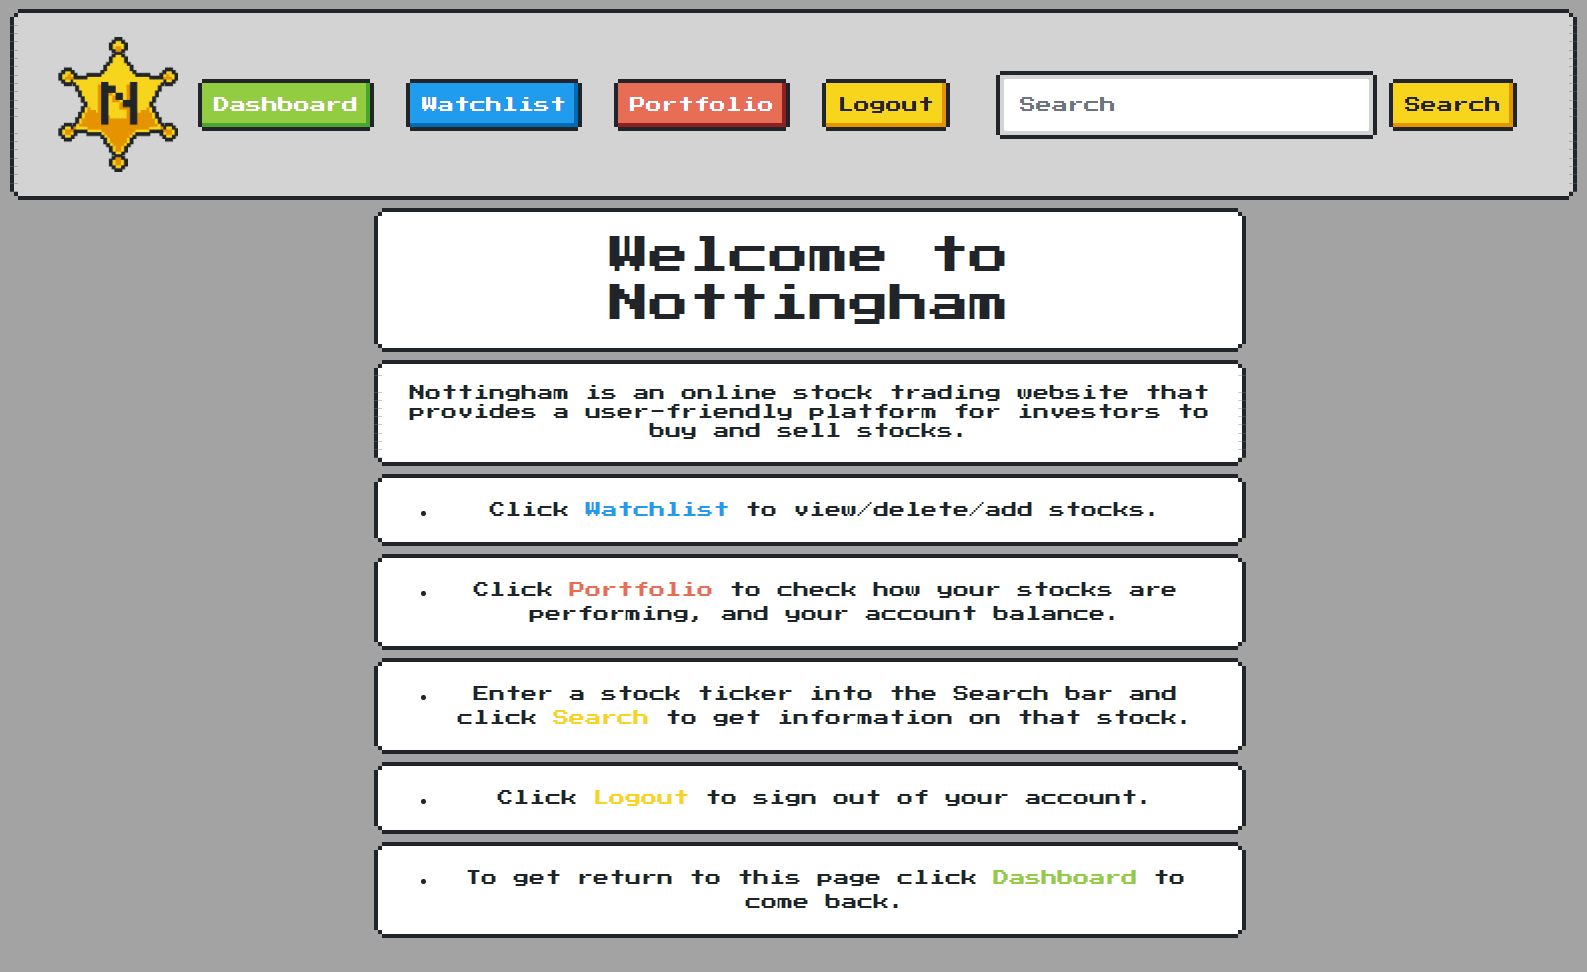 N
Dashboard Watchlist Portfolio Logout Search Search
Welcome to
Nottingham
Nottingham is an online stock trading website that
provides a user-friendly platform for investors to
buy and sell stocks.
• Click Watchlist to view/delete/add stocks.
• Click Portfolio to check how your stocks are
performing, and your account balance.
• Enter a stock ticker into the Search bar and
click Search to get information on that stock.
• Click Logout to sign out of your account.
• To get return to this page click Dashboard to
come back.